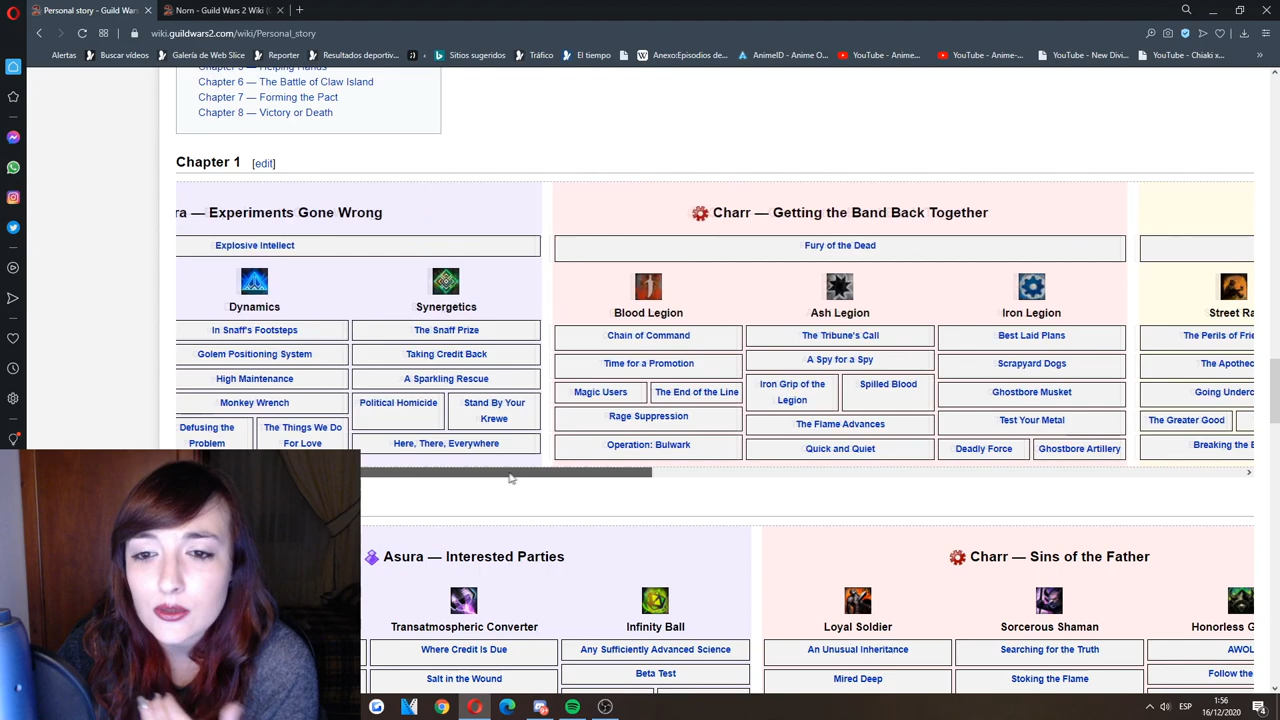 Personal story - Guild Wars
Norn - Guild Wars 2 Wiki (
wiki.guildwars2.com/wiki/Personal_story
Alertas
Buscar vídeos
Galería de Web Slice
Reporter
Resultados deportiv...
Sitios sugeridos
Tráfico
El tiempo
Anexo:Episodios de...
AnimeID - Anime O...
YouTube - Anime...
YouTube - Anime On...
YouTube - New Divi...
YouTube - Chiaki x...
Chapter 6 — The Battle of Claw Island
Chapter 7 — Forming the Pact
Chapter 8 — Victory or Death
Chapter 1 [edit]
ra — Experiments Gone Wrong
Charr — Getting the Band Back Together
Explosive Intellect
Fury of the Dead
Dynamics
Synergetics
Blood Legion
Ash Legion
Iron Legion
Street Ra
In Snaff's Footsteps
The Snaff Prize
Chain of Command
The Tribune's Call
Best Laid Plans
The Perils of Frie
Golem Positioning System
Taking Credit Back
Time for a Promotion
A Spy for a Spy
Scrapyard Dogs
The Apothec
High Maintenance
A Sparkling Rescue
Magic Users
The End of the Line
Iron Grip of the
Legion
Spilled Blood
Ghostbore Musket
Going Underc
Monkey Wrench
Political Homicide
Stand By Your
Krewe
Rage Suppression
The Flame Advances
Test Your Metal
The Greater Good
Defusing the
Problem
The Things We Do
For Love
Here, There, Everywhere
Operation: Bulwark
Quick and Quiet
Deadly Force
Ghostbore Artillery
Breaking the B
Asura — Interested Parties
Charr — Sins of the Father
Transatmospheric Converter
Infinity Ball
Loyal Soldier
Sorcerous Shaman
Honorless G
Where Credit Is Due
Any Sufficiently Advanced Science
An Unusual Inheritance
Searching for the Truth
AWOL
Salt in the Wound
Beta Test
Mired Deep
Stoking the Flame
Follow the
ESP
1:56
16/12/2020
4